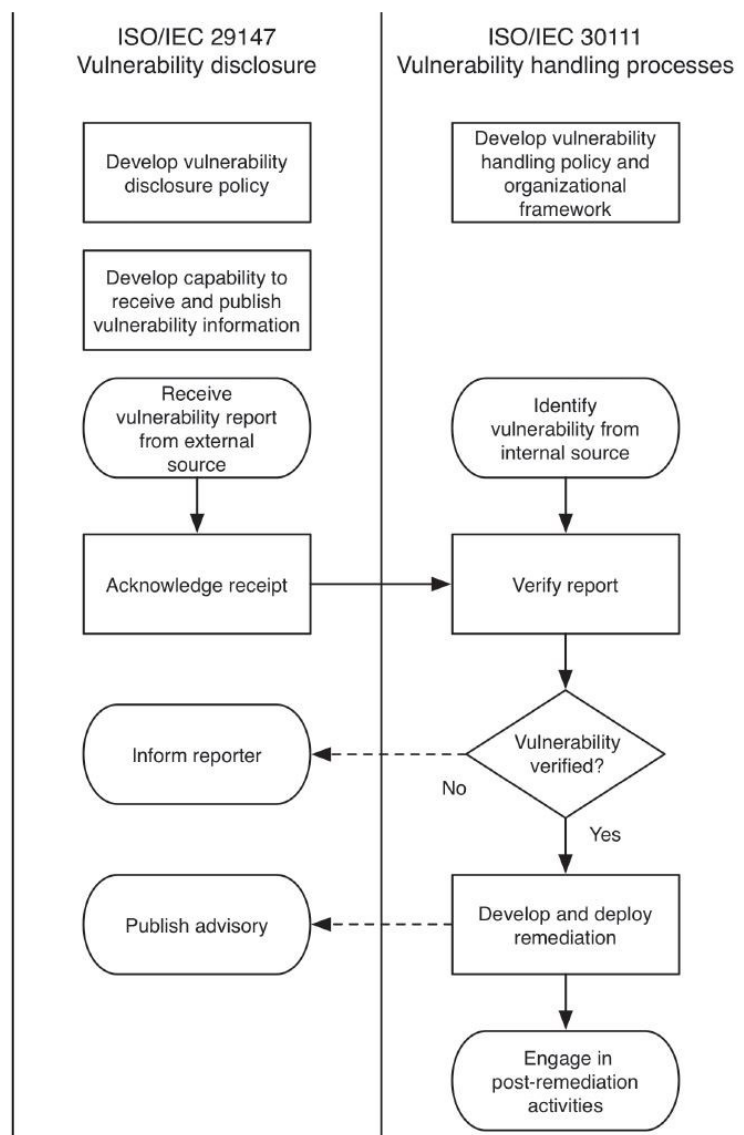 ISO/IEC 29147
Vulnerability disclosure
ISO/IEC 30111
Vulnerability handling processes
Develop vulnerability
disclosure policy
Develop vulnerability
handling policy and
organizational
framework
Develop capability to
receive and publish
vulnerability information
Receive
vulnerability report
from external
source
Identify
vulnerability from
internal source
Acknowledge receipt
Verify report
Inform reporter
Vulnerability
verified?
No
Yes
Publish advisory
Develop and deploy
remediation
Engage in
post-remediation
activities